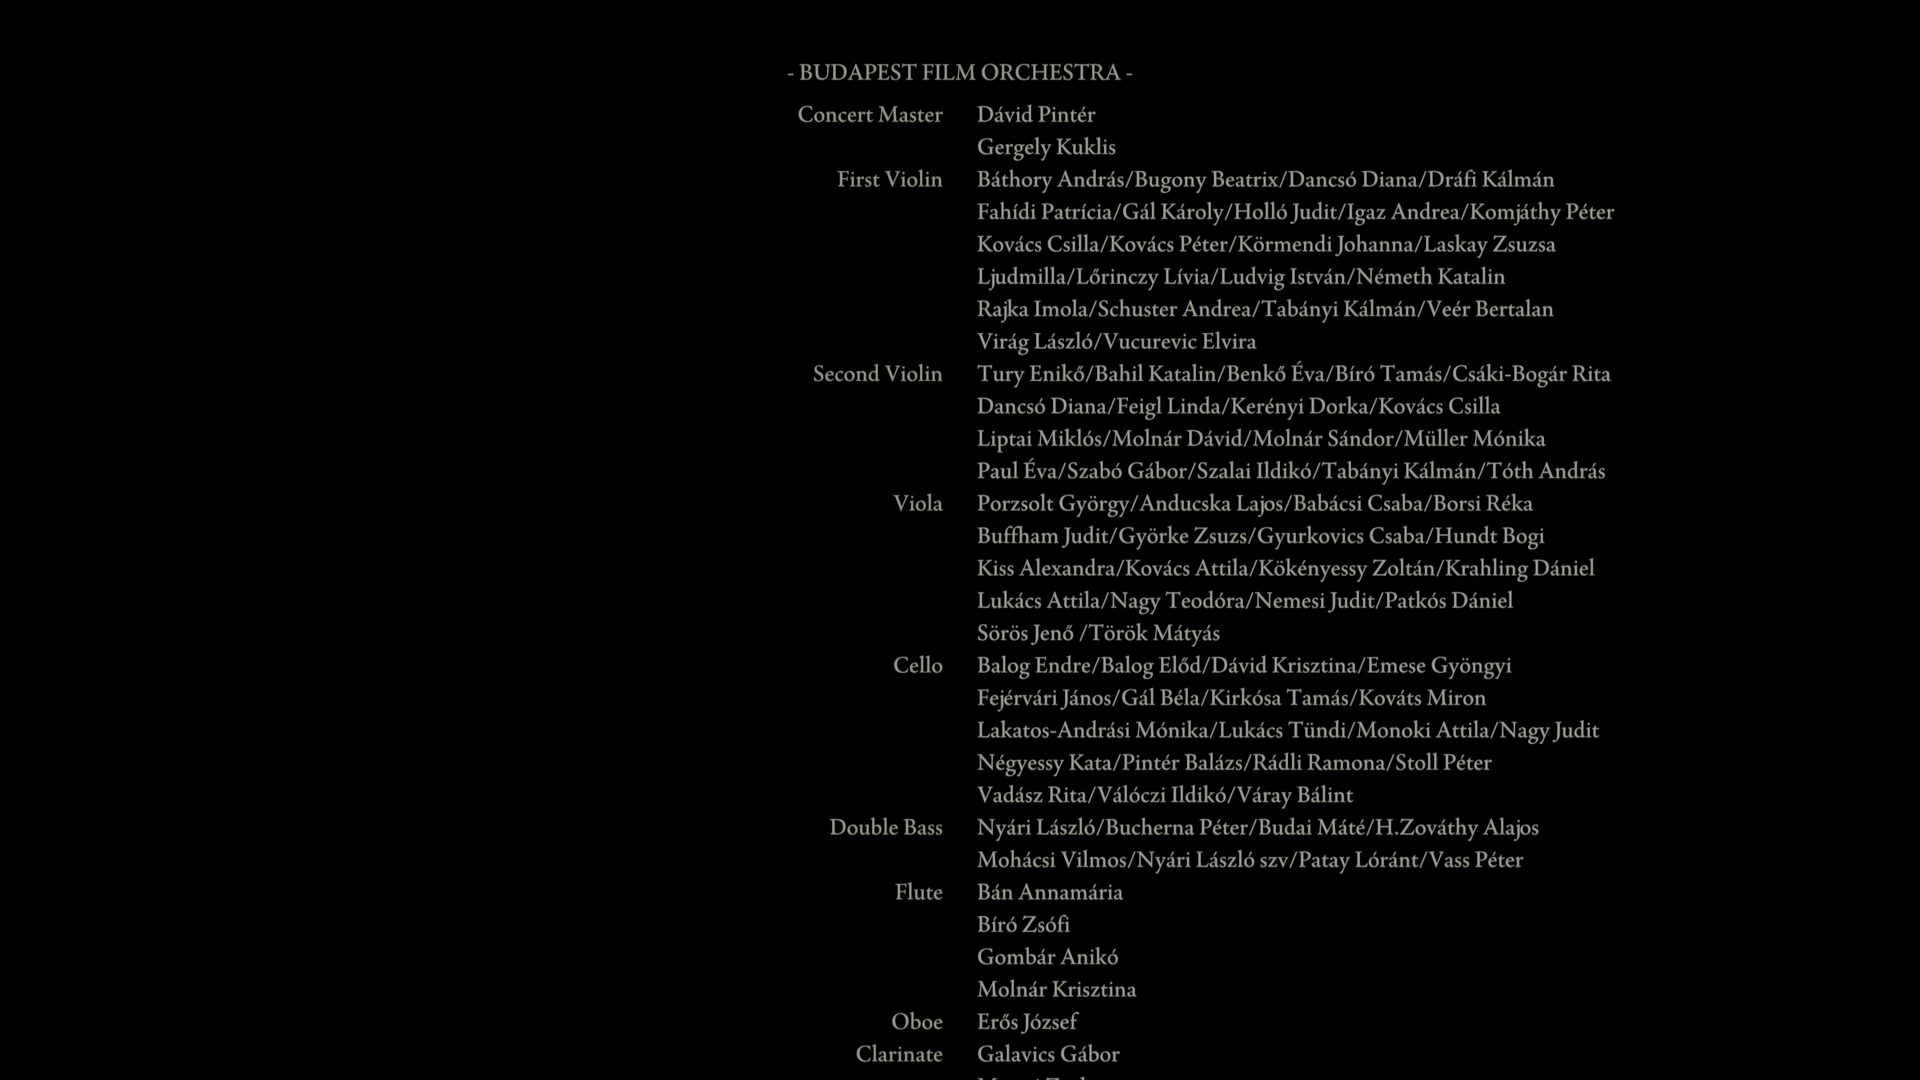 - BUDAPEST FILM ORCHESTRA -
Concert Master Dávid Pintér
Gergely Kuklis
First Violin Báthory András/Bugony Beatrix/Dancsó Diana/Dráfi Kálmán
Fahídi Patrícia/Gál Károly/Holló Judit/Igaz Andrea/Komjáthy Péter
Kovács Csilla/Kovács Péter/Körmendi Johanna/Laskay Zsuzsa
Ljudmilla/Lőrinczy Lívia/Ludvig István/Németh Katalin
Rajka Imola/Schuster Andrea/Tabányi Kálmán/Veér Bertalan
Virág László/Vucurevic Elvira
Second Violin Tury Enikő/Bahil Katalin/Benkő Éva/Bíró Tamás/Csáki-Bogár Rita
Dancsó Diana/Feigl Linda/Kerényi Dorka/Kovács Csilla
Liptai Miklós/Molnár Dávid/Molnár Sándor/Müller Mónika
Paul Éva/Szabó Gábor/Szalai Ildikó/Tabányi Kálmán/Tóth András
Viola Porzsolt György/Anducska Lajos/Babácsi Csaba/Borsi Réka
Buffham Judit/Györke Zsuzs/Gyurkovics Csaba/Hundt Bogi
Kiss Alexandra/Kovács Attila/Kökényessy Zoltán/Krahling Dániel
Lukács Attila/Nagy Teodóra/Nemesi Judit/Patkós Dániel
Sörös Jenő /Török Mátyás
Cello Balog Endre/Balog Előd/Dávid Krisztina/Emese Gyöngyi
Fejérvári János/Gál Béla/Kirkósa Tamás/Kováts Miron
Lakatos-Andrási Mónika/Lukács Tündi/Monoki Attila/Nagy Judit
Négyessy Kata/Pintér Balázs/Rádli Ramona/Stoll Péter
Vadász Rita/Válóczi Ildikó/Váray Bálint
Double Bass Nyári László/Bucherna Péter/Budai Máté/H.Zováthy Alajos
Mohácsi Vilmos/Nyári László szv/Patay Lóránt/Vass Péter
Flute Bán Annamária
Bíró Zsófi
Gombár Anikó
Molnár Krisztina
Oboe Erős József
Clarinate Galavics Gábor